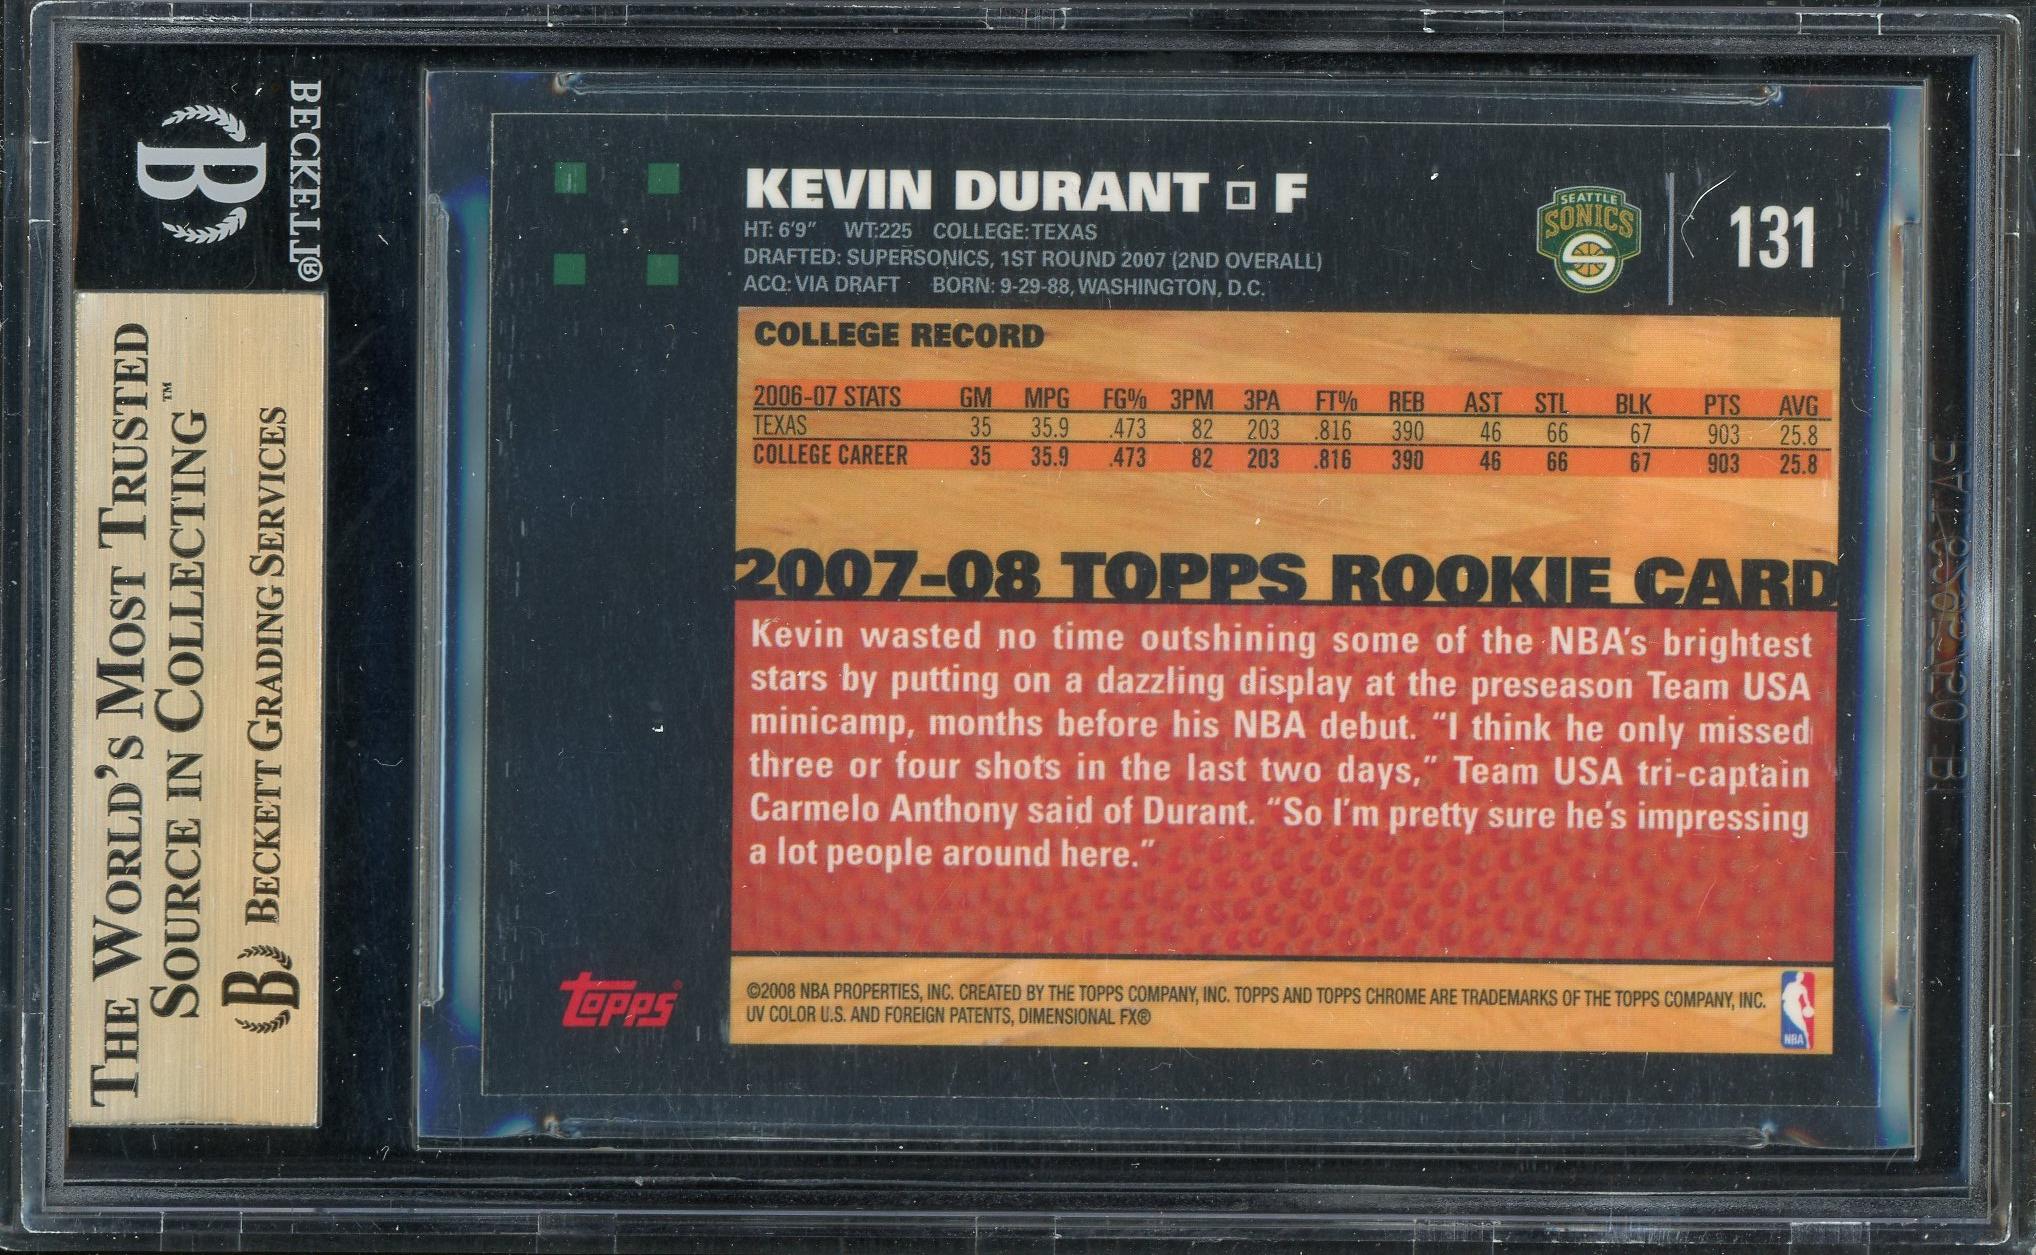 BECKETT®
B
THE WORLD'S MOST TRUSTED
SOURCE IN COLLECTING™
B BECKETT GRADING SERVICES
KEVIN DURANT □ F
HT: 6'9" WT:225 COLLEGE:TEXAS
DRAFTED: SUPERSONICS, 1ST ROUND 2007 (2ND OVERALL)
ACQ: VIA DRAFT BORN: 9-29-88, WASHINGTON, D.C.
SEATTLE
SONICS
S
131
COLLEGE RECORD
2006-07 STATS GM MPG FG% 3PM 3PA FT% REB AST STL BLK PTS AVG
TEXAS 35 35.9 .473 82 203 .816 390 46 66 67 903 25.8
COLLEGE CAREER 35 35.9 .473 82 203 .816 390 46 66 67 903 25.8
2007-08 TOPPS ROOKIE CARD
Kevin wasted no time outshining some of the NBA's brightest
stars by putting on a dazzling display at the preseason Team USA
minicamp, months before his NBA debut. "I think he only missed
three or four shots in the last two days," Team USA tri-captain
Carmelo Anthony said of Durant. "So I'm pretty sure he's impressing
a lot people around here."
topps®
©2008 NBA PROPERTIES, INC. CREATED BY THE TOPPS COMPANY, INC. TOPPS AND TOPPS CHROME ARE TRADEMARKS OF THE TOPPS COMPANY, INC.
UV COLOR U.S. AND FOREIGN PATENTS, DIMENSIONAL FX®
NBA